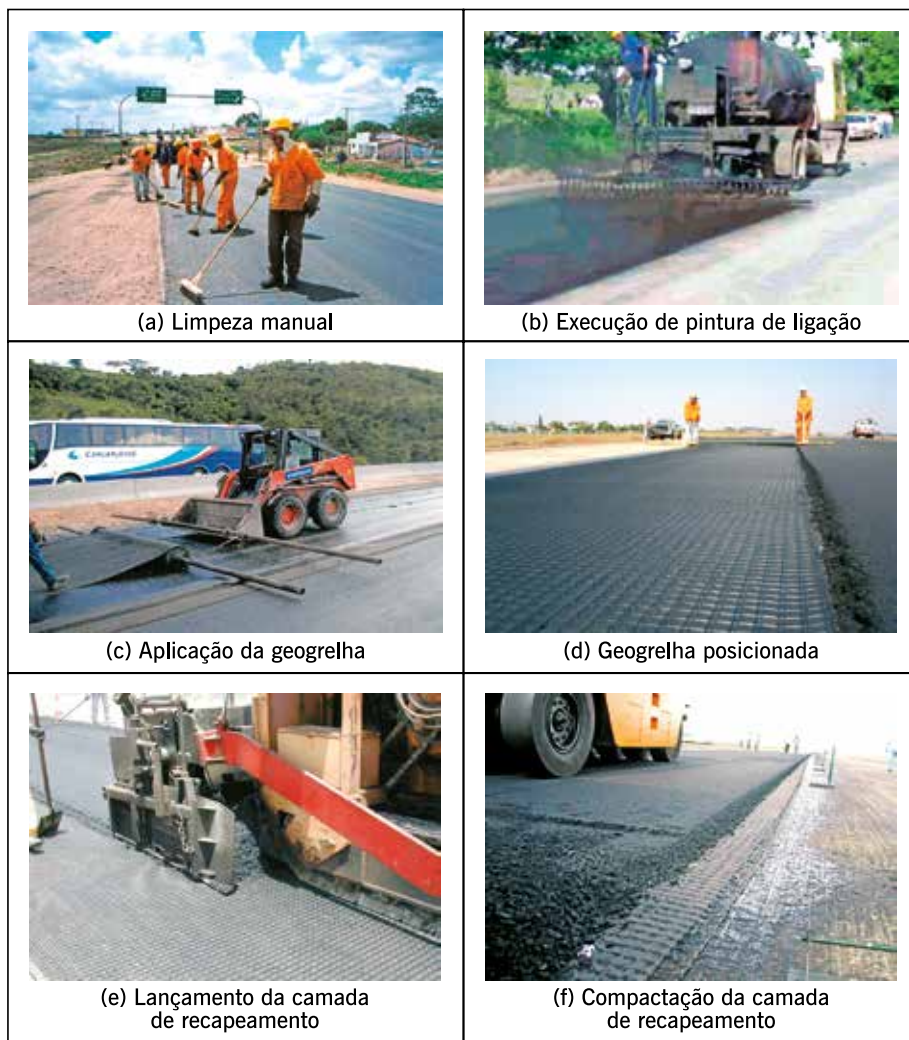 (a) Limpeza manual
(b) Execução de pintura de ligação
(c) Aplicação da geogrelha
(d) Geogrelha posicionada
(e) Lançamento da camada
de recapeamento
(f) Compactação da camada
de recapeamento